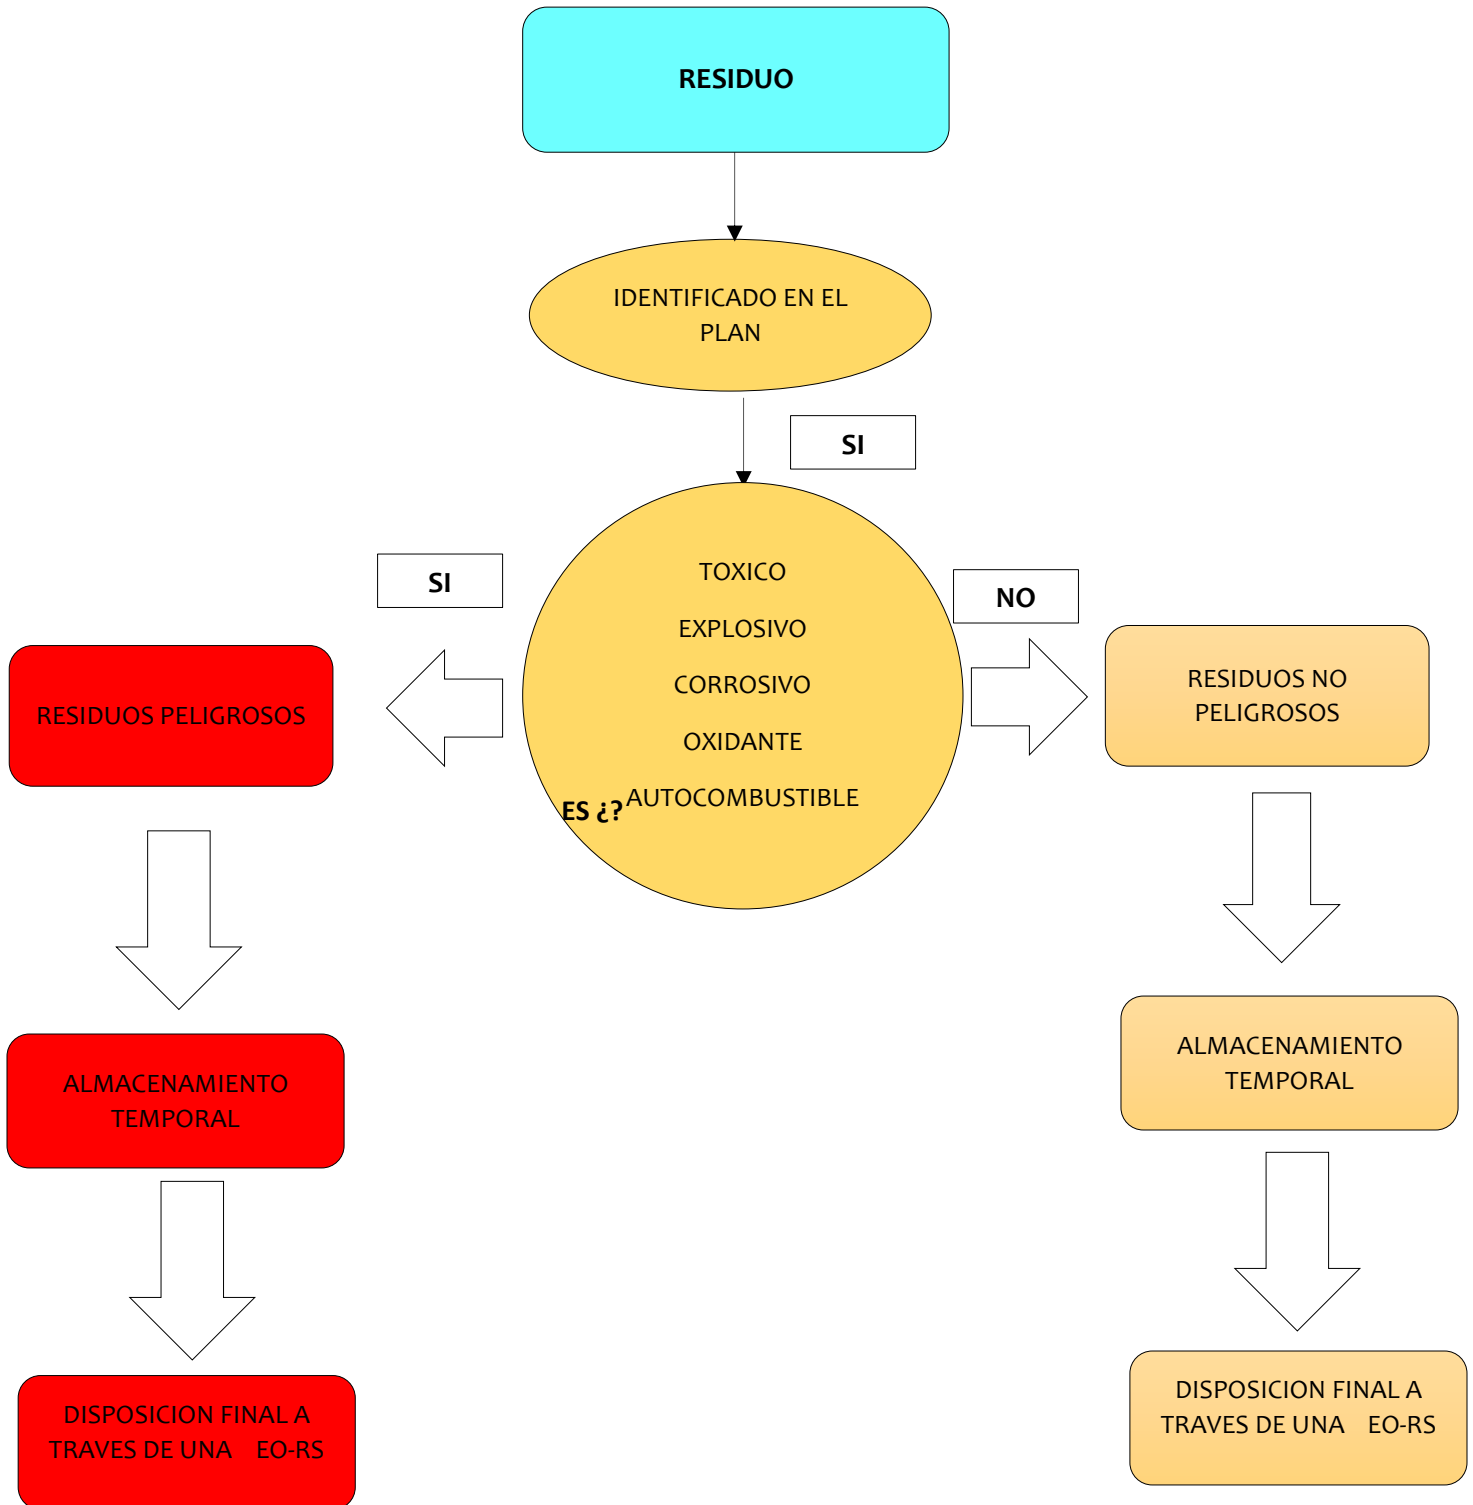 RESIDUO
IDENTIFICADO EN EL
PLAN
SI
SI
TOXICO
EXPLOSIVO
CORROSIVO
OXIDANTE
ES ¿? AUTOCOMBUSTIBLE
NO
RESIDUOS PELIGROSOS
RESIDUOS NO
PELIGROSOS
ALMACENAMIENTO
TEMPORAL
ALMACENAMIENTO
TEMPORAL
DISPOSICION FINAL A
TRAVES DE UNA EO-RS
DISPOSICION FINAL A
TRAVES DE UNA EO-RS